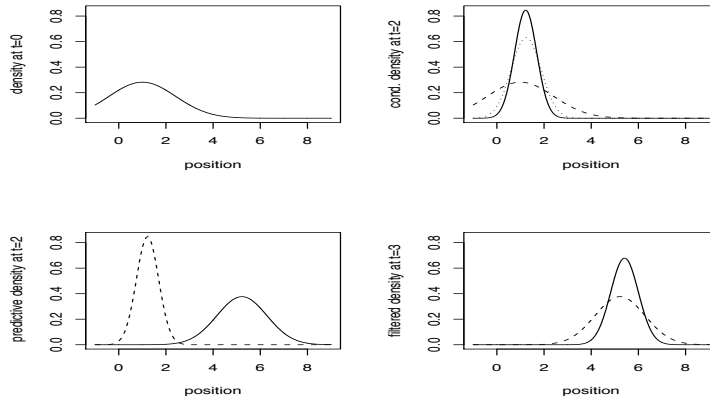 density at t=0
0.0 0.2 0.4 0.6 0.8
0 2 4 6 8
position
cond. density at t=2
0.0 0.2 0.4 0.6 0.8
0 2 4 6 8
position
predictive density at t=2
0.0 0.2 0.4 0.6 0.8
0 2 4 6 8
position
filtered density at t=3
0.0 0.2 0.4 0.6 0.8
0 2 4 6 8
position